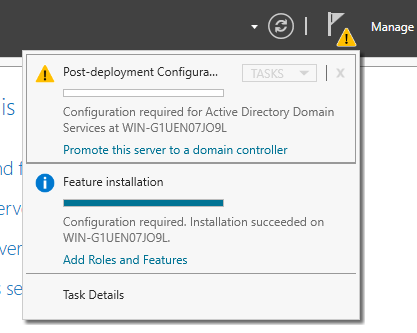 Manage
Post-deployment Configura...
TASKS
X
Configuration required for Active Directory Domain
Services at WIN-G1UEN07JO9L
Promote this server to a domain controller
Feature installation
Configuration required. Installation succeeded on
WIN-G1UEN07JO9L.
Add Roles and Features
Task Details
is
nd f
erve
ver
s se